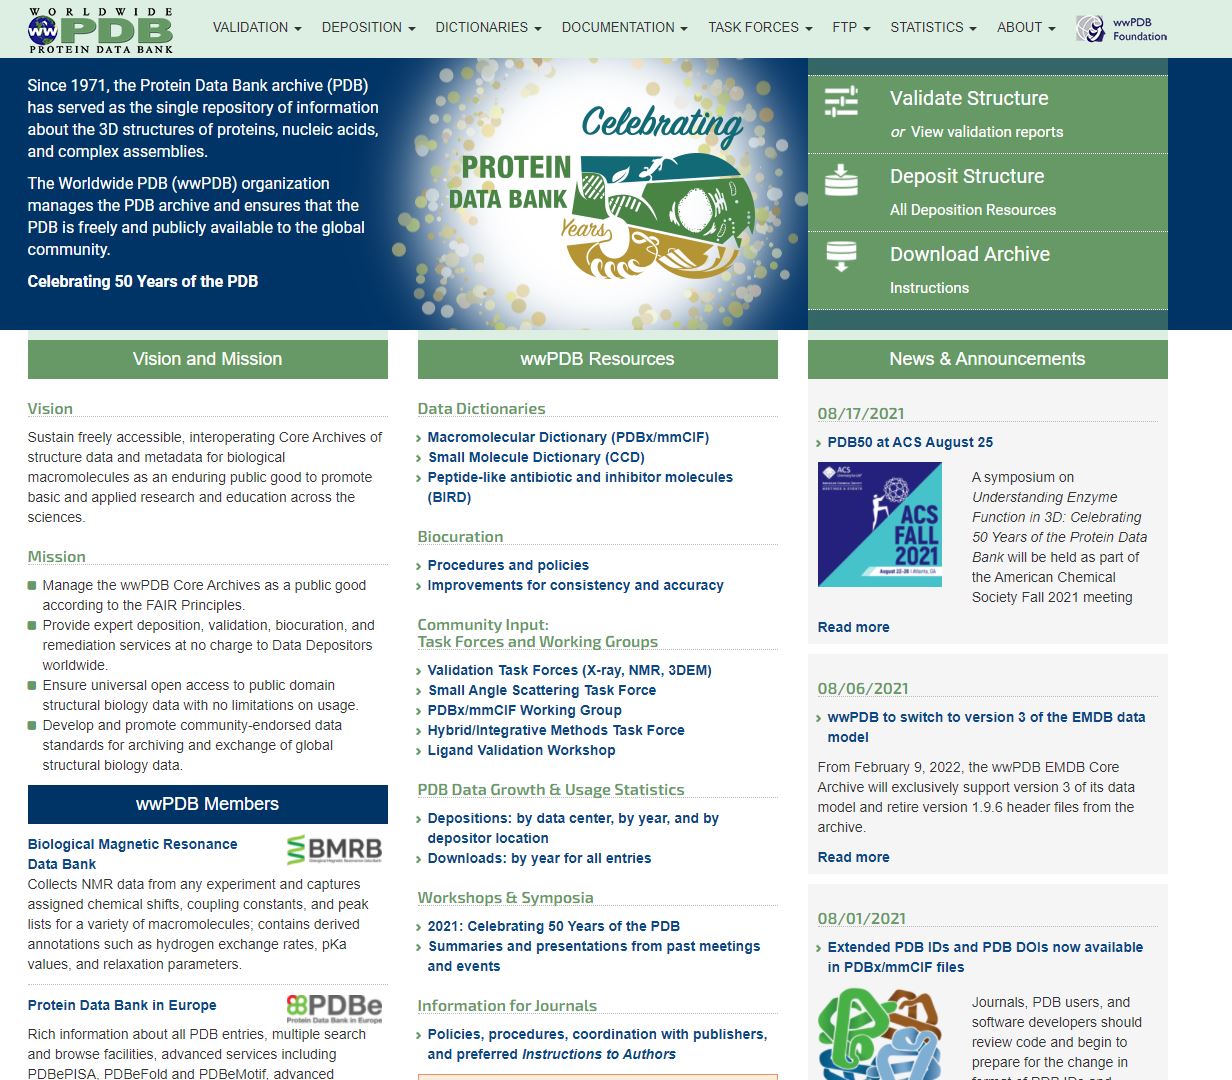 WORLDWIDE
PDB
PROTEIN DATA BANK
VALIDATION
DEPOSITION
DICTIONARIES
DOCUMENTATION
TASK FORCES
FTP
STATISTICS
ABOUT
wwPDB
Foundation
Since 1971, the Protein Data Bank archive (PDB)
has served as the single repository of information
about the 3D structures of proteins, nucleic acids,
and complex assemblies.
The Worldwide PDB (wwPDB) organization
manages the PDB archive and ensures that the
PDB is freely and publicly available to the global
community.
Celebrating 50 Years of the PDB
Celebrating
PROTEIN
DATA BANK
50
Years
Validate Structure
or View validation reports
Deposit Structure
All Deposition Resources
Download Archive
Instructions
Vision and Mission
Vision
Sustain freely accessible, interoperating Core Archives of
structure data and metadata for biological
macromolecules as an enduring public good to promote
basic and applied research and education across the
sciences.
Mission
Manage the wwPDB Core Archives as a public good
according to the FAIR Principles.
Provide expert deposition, validation, biocuration, and
remediation services at no charge to Data Depositors
worldwide.
Ensure universal open access to public domain
structural biology data with no limitations on usage.
Develop and promote community-endorsed data
standards for archiving and exchange of global
structural biology data.
wwPDB Members
Biological Magnetic Resonance
Data Bank
BMRB
Collects NMR data from any experiment and captures
assigned chemical shifts, coupling constants, and peak
lists for a variety of macromolecules; contains derived
annotations such as hydrogen exchange rates, pKa
values, and relaxation parameters.
Protein Data Bank in Europe
PDBe
Protein Data Bank in Europe
Rich information about all PDB entries, multiple search
and browse facilities, advanced services including
PDBePISA, PDBeFold and PDBeMotif, advanced
wwPDB Resources
Data Dictionaries
Macromolecular Dictionary (PDBx/mmCIF)
Small Molecule Dictionary (CCD)
Peptide-like antibiotic and inhibitor molecules
(BIRD)
Biocuration
Procedures and policies
Improvements for consistency and accuracy
Community Input:
Task Forces and Working Groups
Validation Task Forces (X-ray, NMR, 3DEM)
Small Angle Scattering Task Force
PDBx/mmCIF Working Group
Hybrid/Integrative Methods Task Force
Ligand Validation Workshop
PDB Data Growth & Usage Statistics
Depositions: by data center, by year, and by
depositor location
Downloads: by year for all entries
Workshops & Symposia
2021: Celebrating 50 Years of the PDB
Summaries and presentations from past meetings
and events
Information for Journals
Policies, procedures, coordination with publishers,
and preferred Instructions to Authors
News & Announcements
08/17/2021
PDB50 at ACS August 25
ACS
MEETINGS & EVENTS
ACS
FALL
2021
August 22-26 | Atlanta, GA
A symposium on
Understanding Enzyme
Function in 3D: Celebrating
50 Years of the Protein Data
Bank will be held as part of
the American Chemical
Society Fall 2021 meeting
Read more
08/06/2021
wwPDB to switch to version 3 of the EMDB data
model
From February 9, 2022, the wwPDB EMDB Core
Archive will exclusively support version 3 of its data
model and retire version 1.9.6 header files from the
archive.
Read more
08/01/2021
Extended PDB IDs and PDB DOIs now available
in PDBx/mmCIF files
Journals, PDB users, and
software developers should
review code and begin to
prepare for the change in
format of PDB IDs and